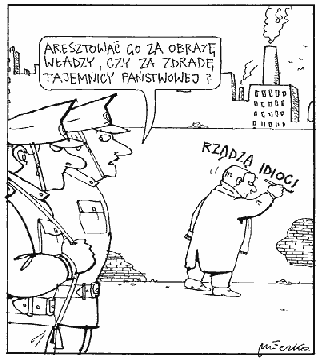 ARESZTOWAĆ GO ZA OBRAZĘ
WŁADZY, CZY ZA ZDRADĘ
TAJEMNICY PAŃSTWOWEJ?
RZĄDZĄ IDIOCI